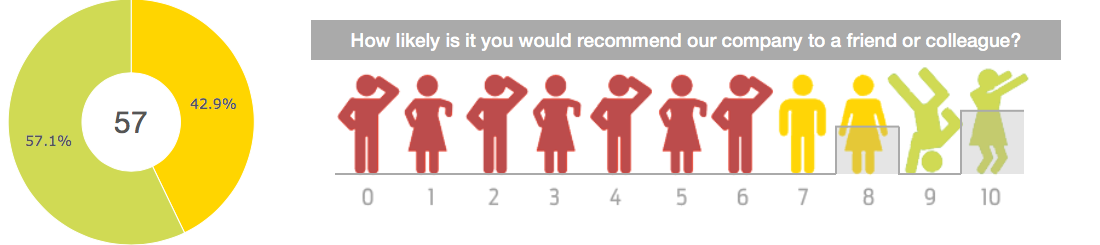 How likely is it you would recommend our company to a friend or colleague?
42.9%
57
57.1%
0 1 2 3 4 5 6 7 8 9 10